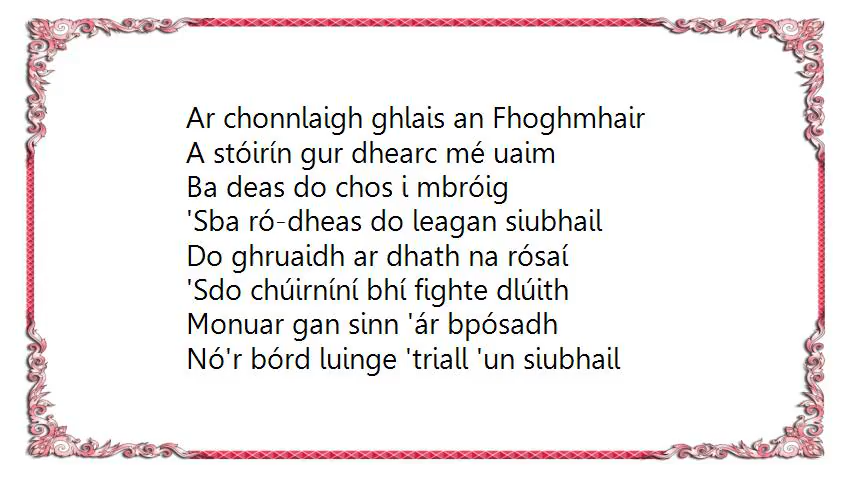 Ar chonnlaigh ghlais an Fhoghmhair
A stóirín gur dhearc mé uaim
Ba deas do chos i mbróig
'Sba ró-dheas do leagan siubhail
Do ghruaidh ar dhath na rósaí
'Sdo chúirníní bhí fighte dlúith
Monuar gan sinn 'ár bpósadh
Nó'r bórd luinge 'triall 'un siubhail